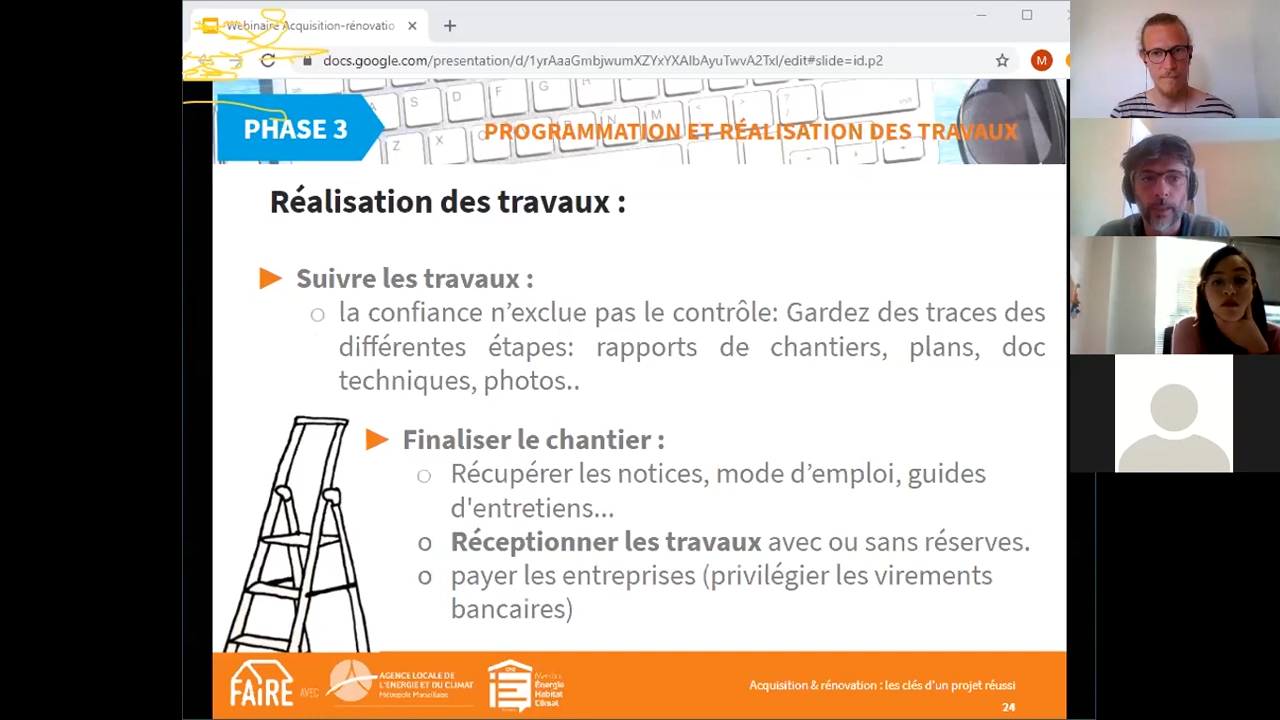 Webinaire Acquisition-rénovatio
docs.google.com/presentation/d/1yrAaaGmbjwumXZYxYXAlbAyuTwvA2TxI/edit#slide=id.p2
M
PHASE 3
PROGRAMMATION ET RÉALISATION DES TRAVAUX
Réalisation des travaux :
Suivre les travaux :
la confiance n’exclue pas le contrôle: Gardez des traces des
différentes étapes: rapports de chantiers, plans, doc
techniques, photos..
Finaliser le chantier :
Récupérer les notices, mode d’emploi, guides
d'entretiens...
Réceptionner les travaux avec ou sans réserves.
payer les entreprises (privilégier les virements
bancaires)
FAiRE
AVEC
AGENCE LOCALE DE
L'ENERGIE ET DU CLIMAT
Métropole Marseillaise
Energie
Habitat
Climat
Acquisition & rénovation : les clés d’un projet réussi
24